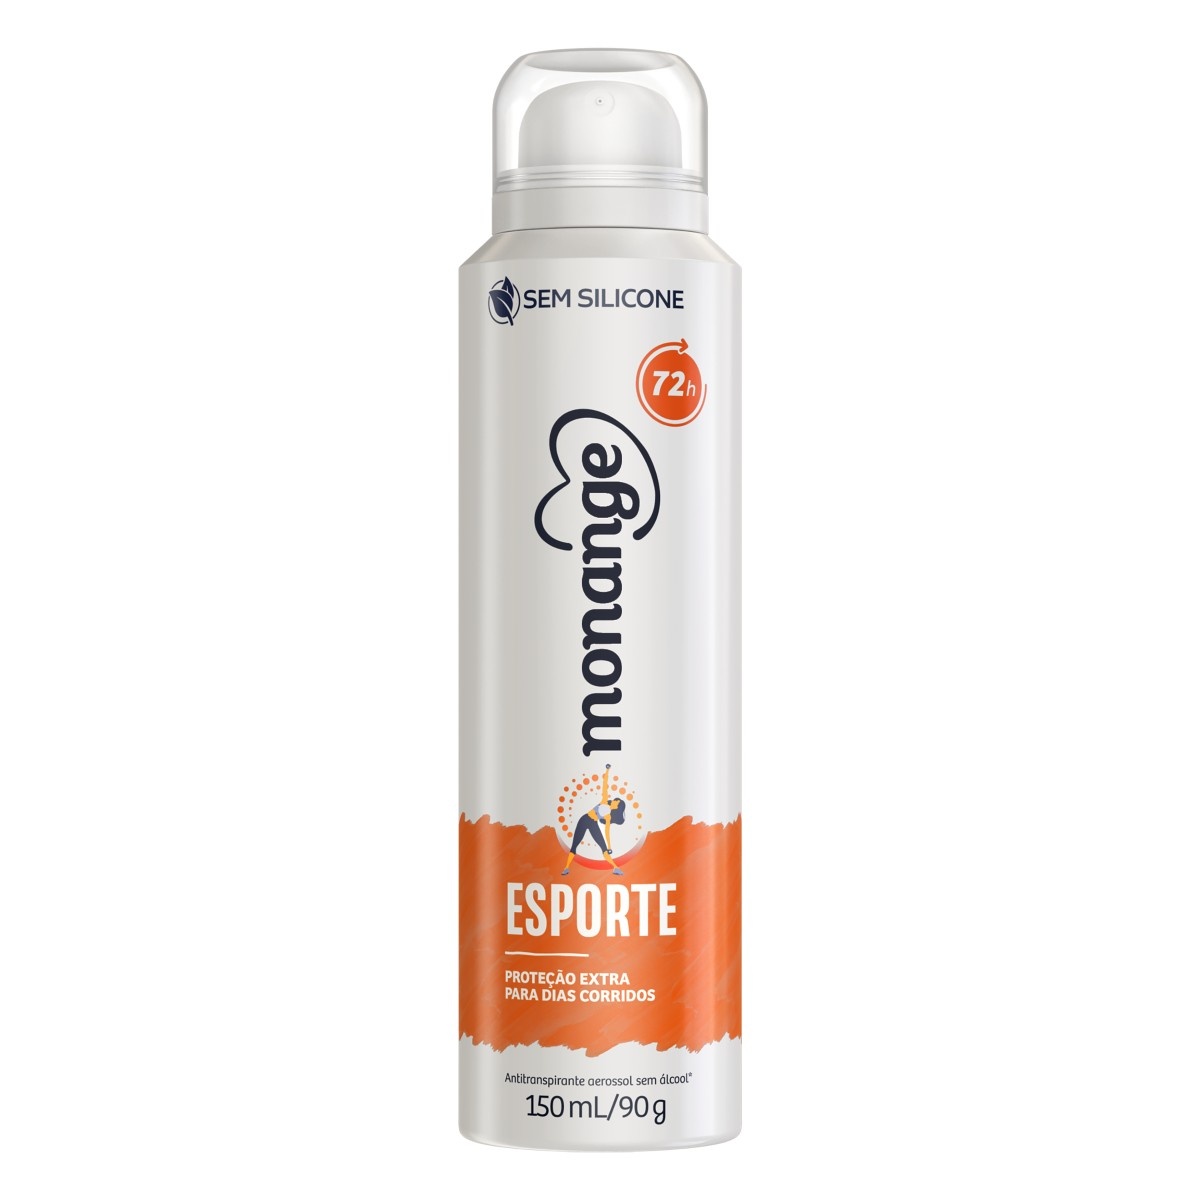 SEM SILICONE
72h
monange
ESPORTE
PROTEÇÃO EXTRA
PARA DIAS CORRIDOS
Antitranspirante aerossol sem álcool*
150 mL/90 g